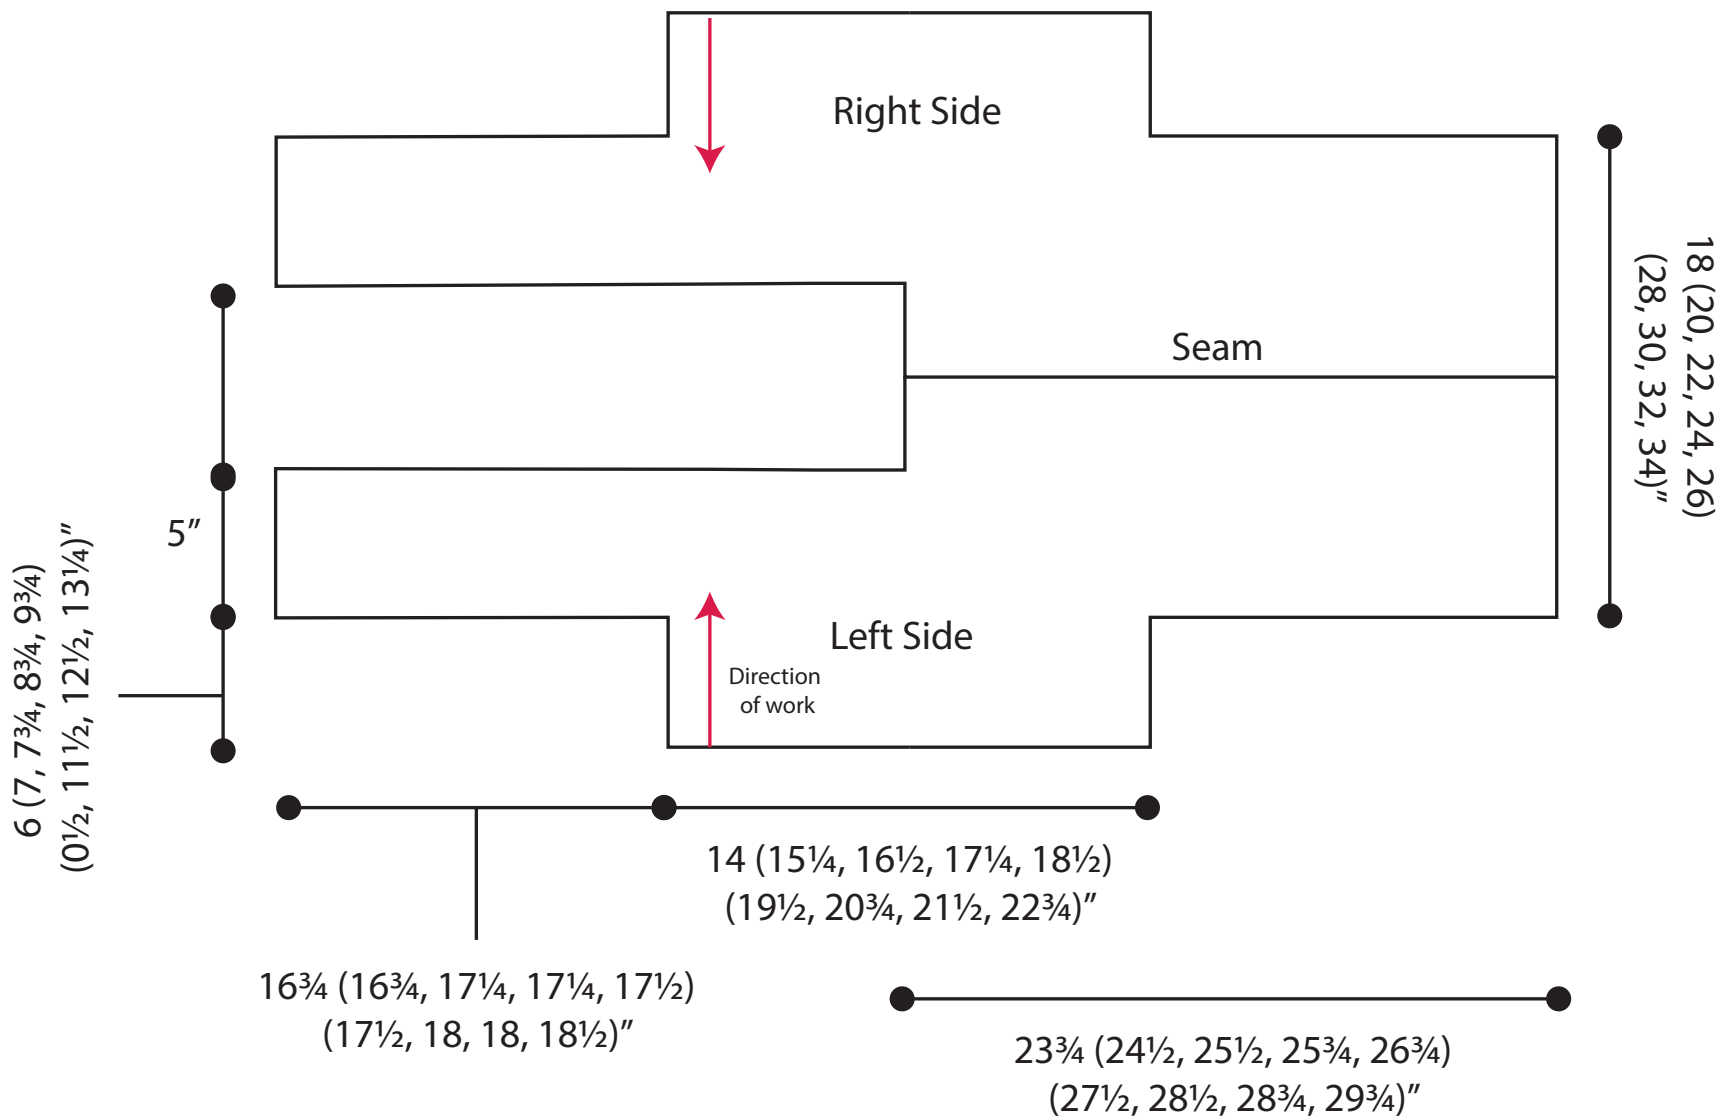 Right Side
Seam
18 (20, 22, 24, 26)
(28, 30, 32, 34)”
5”
6 (7, 7¾, 8¾, 9¾)
(0½, 11½, 12½, 13¼)”
Left Side
Direction
of work
14 (15¼, 16½, 17¼, 18½)
(19½, 20¾, 21½, 22¾)”
16¾ (16¾, 17¼, 17¼, 17½)
(17½, 18, 18, 18½)”
23¾ (24½, 25½, 25¾, 26¾)
(27½, 28½, 28¾, 29¾)”